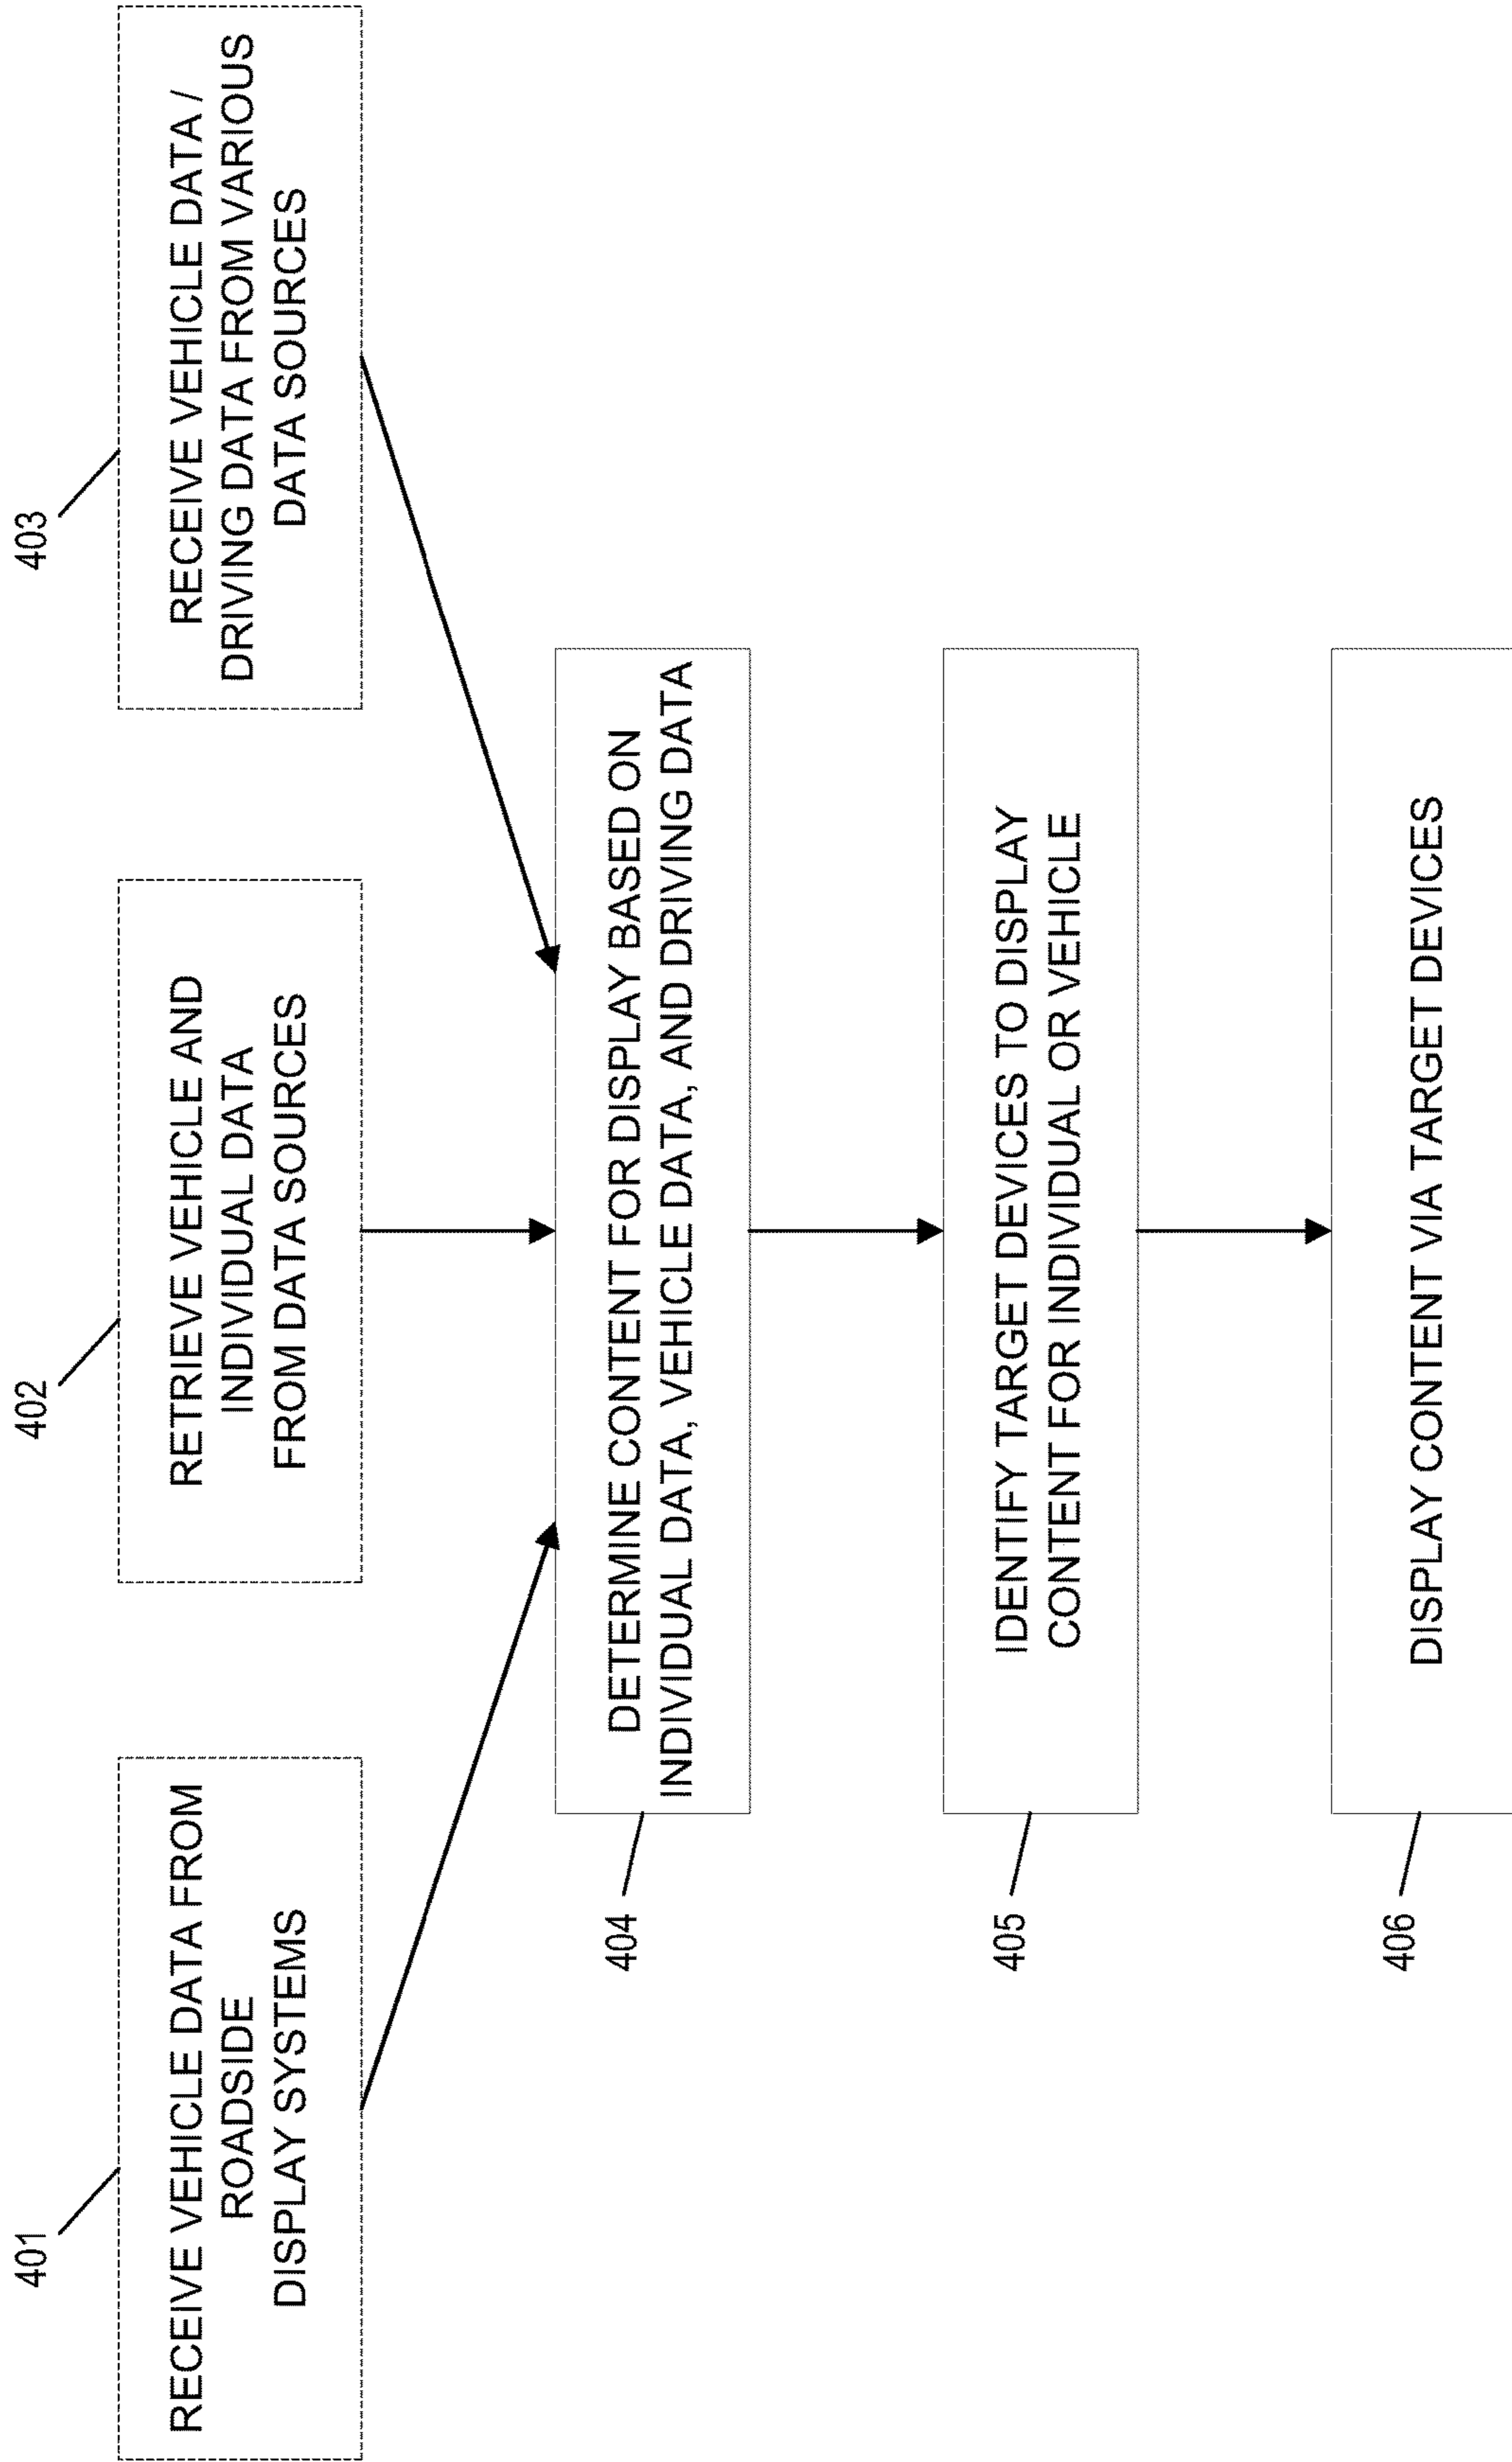 401
RECEIVE VEHICLE DATA FROM
ROADSIDE
DISPLAY SYSTEMS
402
RETRIEVE VEHICLE AND
INDIVIDUAL DATA
FROM DATA SOURCES
403
RECEIVE VEHICLE DATA /
DRIVING DATA FROM VARIOUS
DATA SOURCES
404
DETERMINE CONTENT FOR DISPLAY BASED ON
INDIVIDUAL DATA, VEHICLE DATA, AND DRIVING DATA
405
IDENTIFY TARGET DEVICES TO DISPLAY
CONTENT FOR INDIVIDUAL OR VEHICLE
406
DISPLAY CONTENT VIA TARGET DEVICES